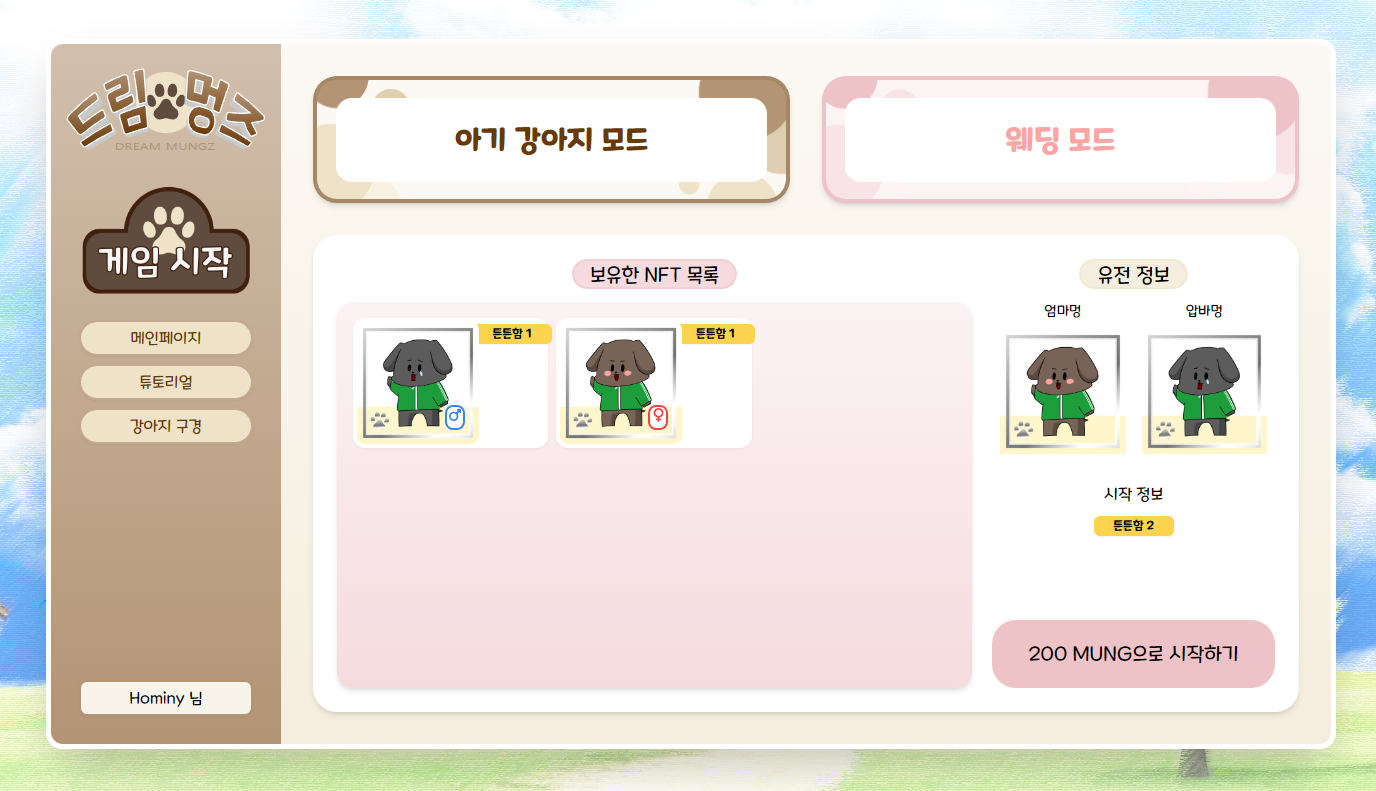 드림 멍즈
DREAM MUNGZ
게임 시작
메인페이지
튜토리얼
강아지 구경
Hominy 님
아기 강아지 모드
웨딩 모드
보유한 NFT 목록
튼튼함 1
튼튼함 1
유전 정보
엄마멍
압바멍
시작 정보
튼튼함 2
200 MUNG으로 시작하기